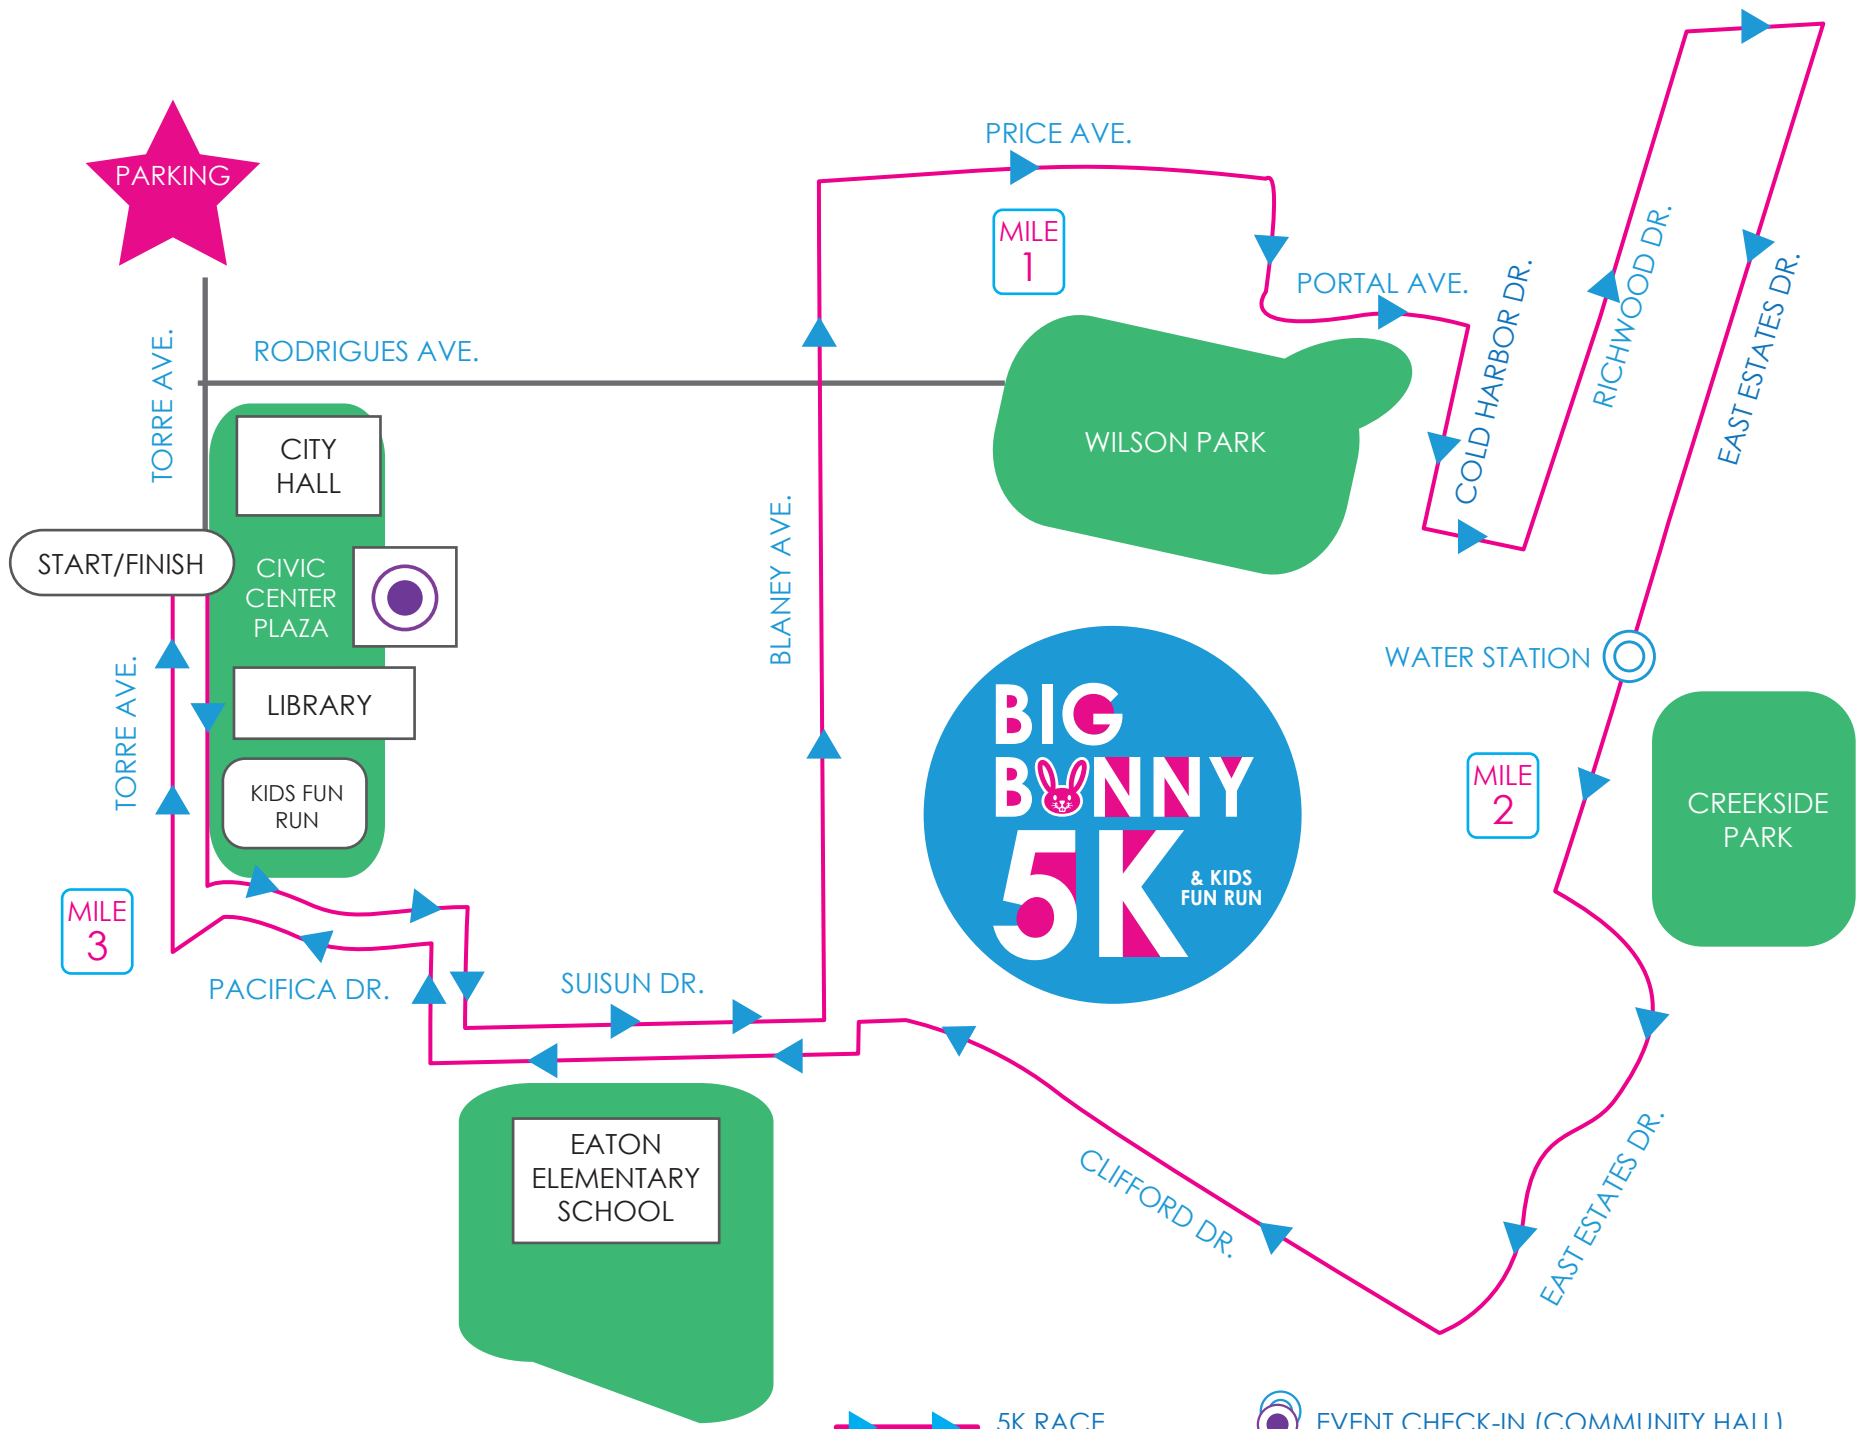 PRICE AVE.
PARKING
MILE
1
RICHWOOD DR.
PORTAL AVE.
EAST ESTATES DR.
COLD HARBOR DR.
TORRE AVE.
RODRIGUES AVE.
CITY
HALL
WILSON PARK
BLANEY AVE.
START/FINISH
CIVIC
CENTER
PLAZA
WATER STATION
TORRE AVE.
LIBRARY
BIG
BUNNY
5K
& KIDS
FUN RUN
KIDS FUN
RUN
MILE
2
CREEKSIDE
PARK
MILE
3
PACIFICA DR.
SUISUN DR.
EATON
ELEMENTARY
SCHOOL
CLIFFORD DR.
EAST ESTATES DR.
5K RACE
EVENT CHECK-IN (COMMUNITY HALL)